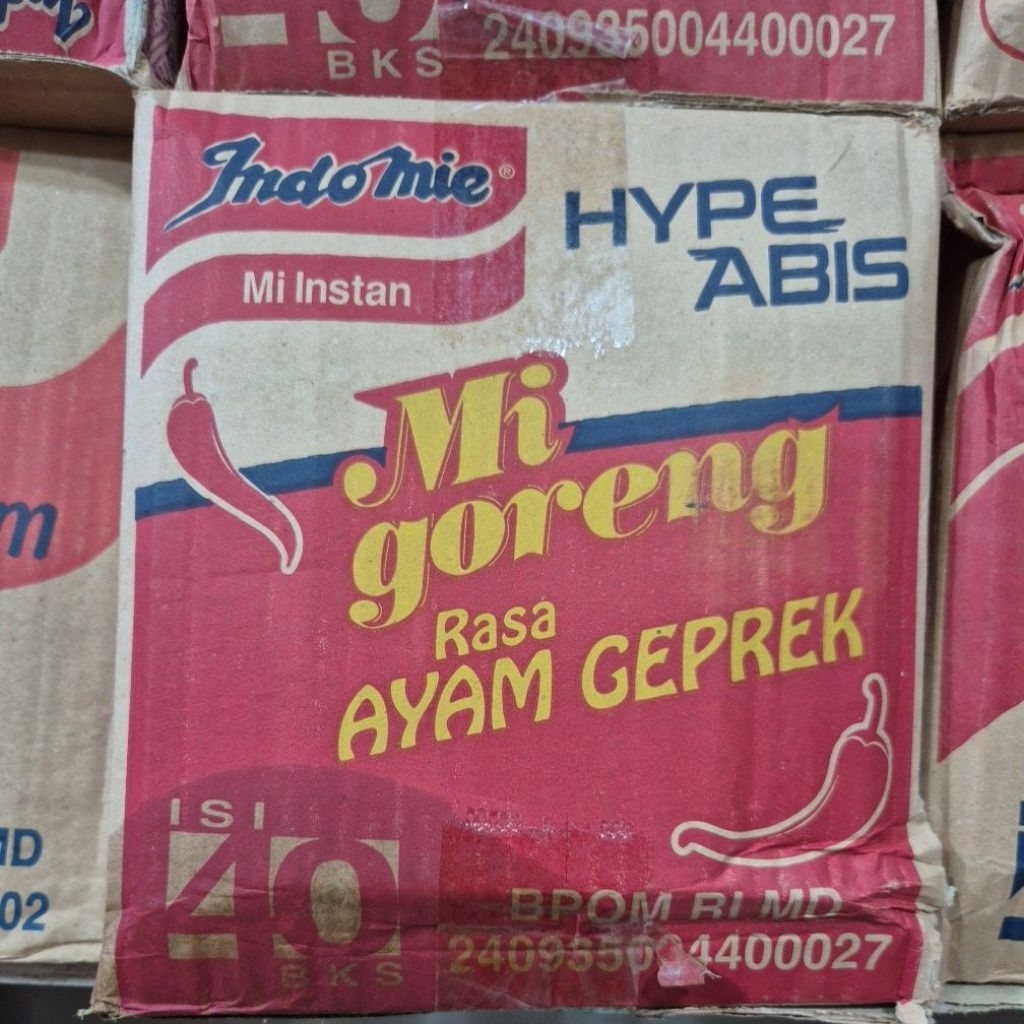 BKS
240935004400027
IndoMie®
Mi Instan
HYPE
ABIS
Mi
goreng
Rasa
AYAM GEPREK
ISI
40
BKS
BPOM RI MD
240935004400027